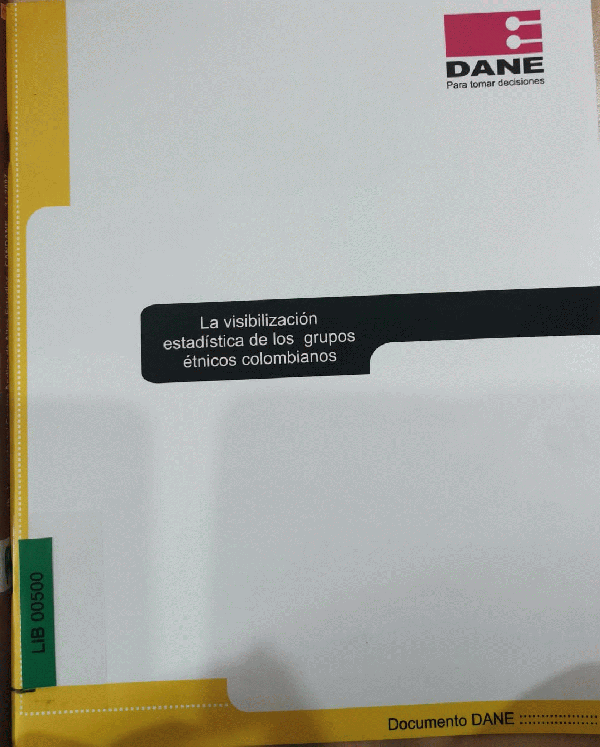 DANE
Para tomar decisiones
La visibilización
estadística de los grupos
étnicos colombianos
LIB 00500
Documento DANE